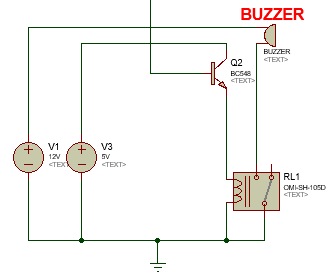 BUZZER
BUZZER
<TEXT>
Q2
BC548
<TEXT>
V1
12V
<TEXT>
V3
5V
<TEXT>
RL1
OMI-SH-105D
<TEXT>